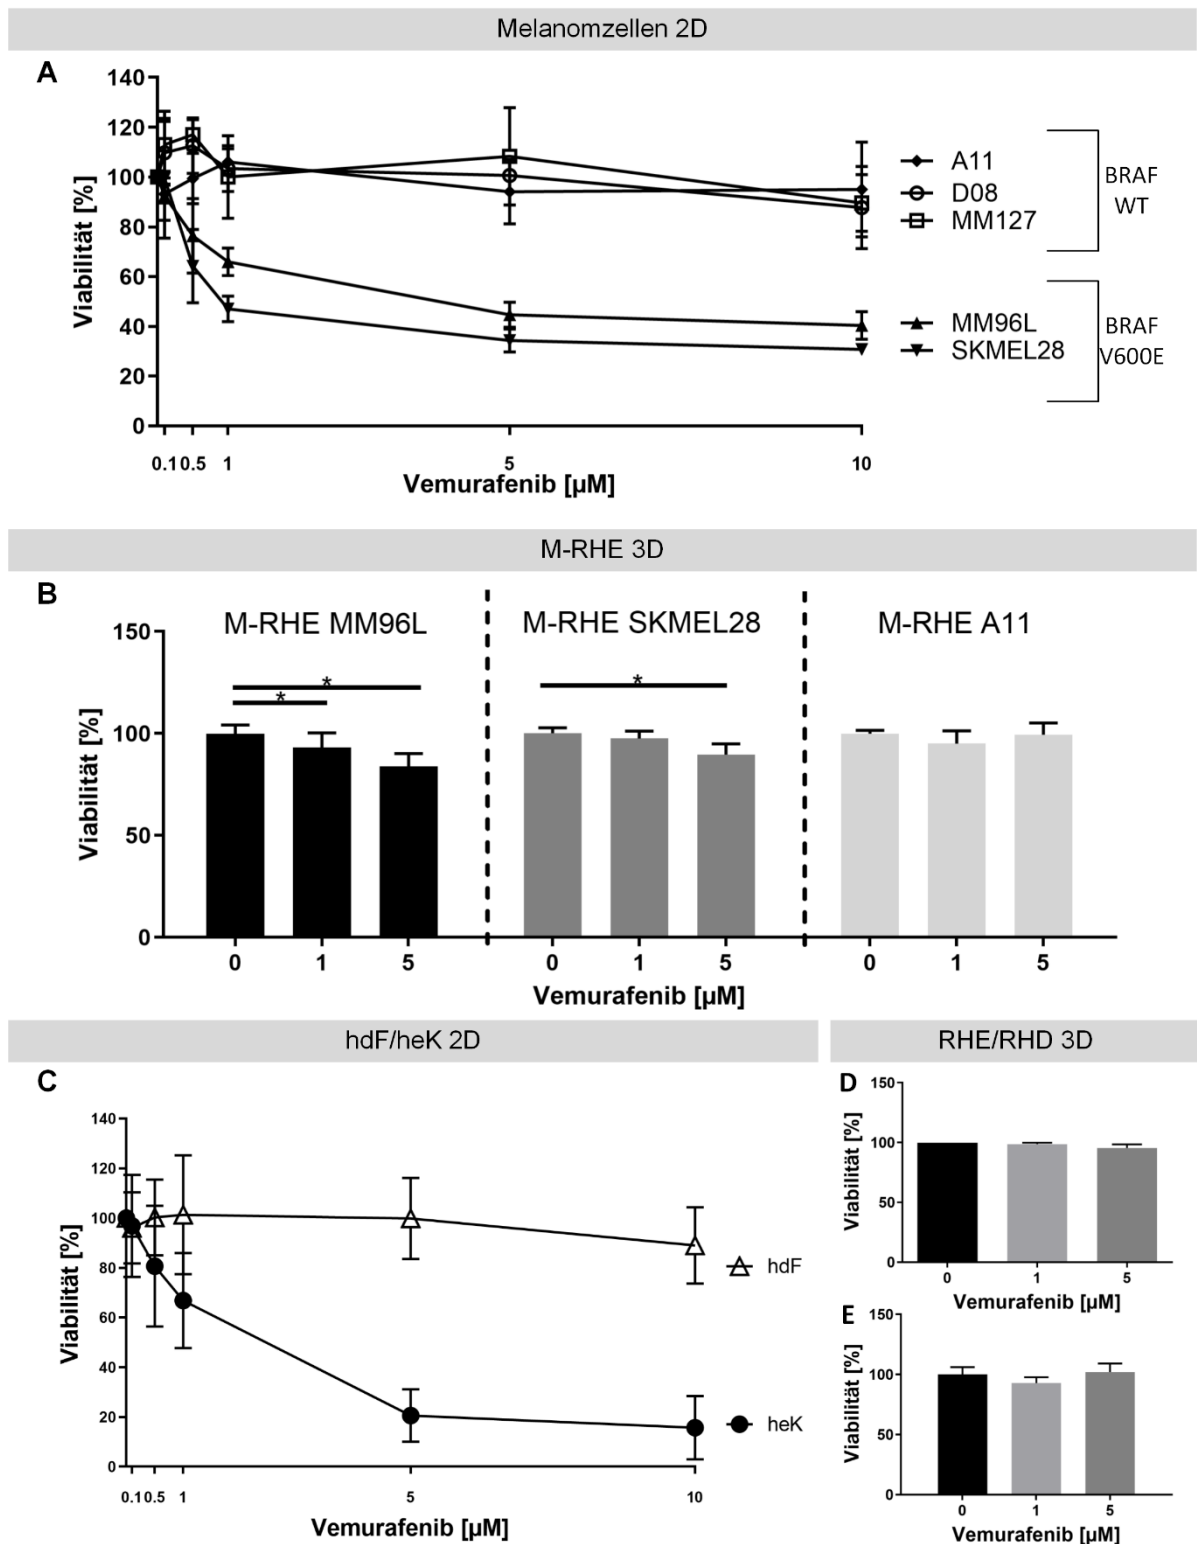 Melanomzellen 2D
A
140
120
100
80
60
40
20
0
Viabilität [%]
0.1 0.5 1 5 10
Vemurafenib [µM]
A11
D08
MM127
BRAF
WT
MM96L
SKMEL28
BRAF
V600E
M-RHE 3D
B
M-RHE MM96L
M-RHE SKMEL28
M-RHE A11
150
100
50
0
Viabilität [%]
*
*
*
0 1 5 0 1 5 0 1 5
Vemurafenib [µM]
hdF/heK 2D
C
140
120
100
80
60
40
20
0
Viabilität [%]
0.1 0.5 1 5 10
Vemurafenib [µM]
hdF
heK
RHE/RHD 3D
D
150
100
50
0
Viabilität [%]
0 1 5
Vemurafenib [µM]
E
150
100
50
0
Viabilität [%]
0 1 5
Vemurafenib [µM]